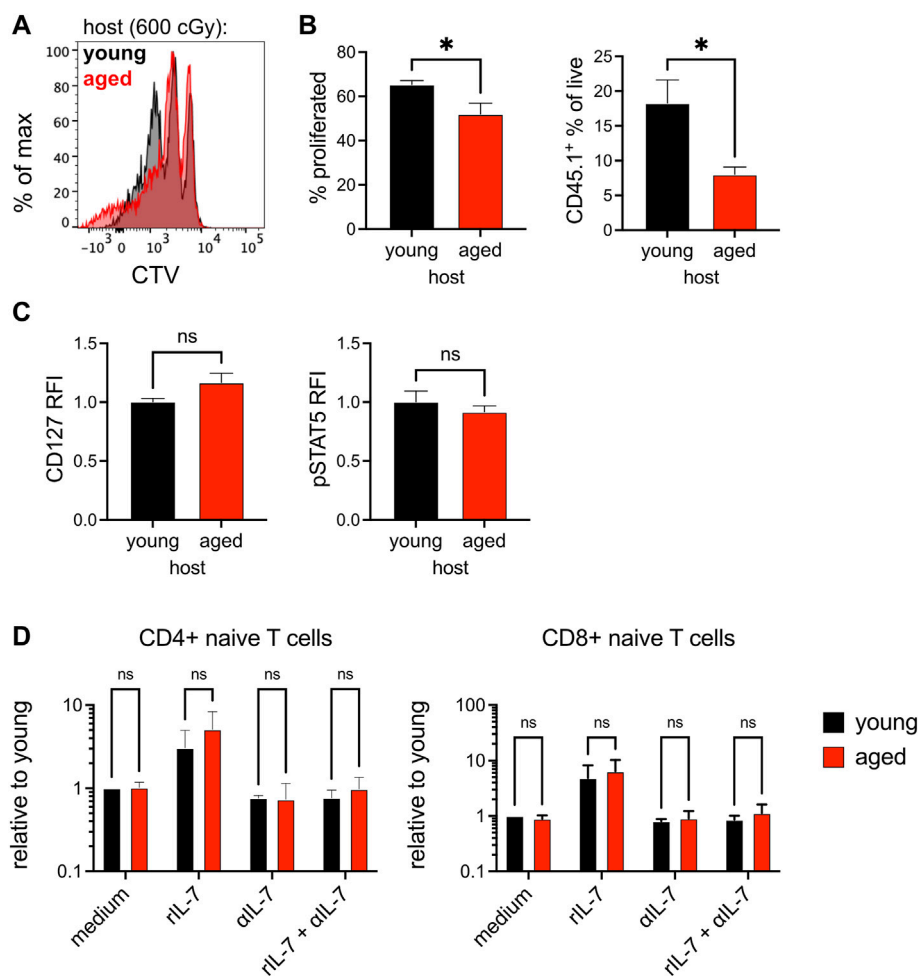 A
host (600 cGy):
young
aged
% of max
100
80
60
40
20
0
-10³ 0 10³ 10⁴ 10⁵
CTV
B
*
% proliferated
80
60
40
20
0
young aged
host
*
CD45.1⁺ % of live
25
20
15
10
5
0
young aged
host
C
ns
CD127 RFI
1.5
1.0
0.5
0.0
young aged
host
ns
pSTAT5 RFI
1.5
1.0
0.5
0.0
young aged
host
D
CD4+ naive T cells
ns ns ns ns
relative to young
10
1
0.1
medium rIL-7 αIL-7 rIL-7 + αIL-7
CD8+ naive T cells
ns ns ns ns
relative to young
100
10
1
0.1
medium rIL-7 αIL-7 rIL-7 + αIL-7
young
aged